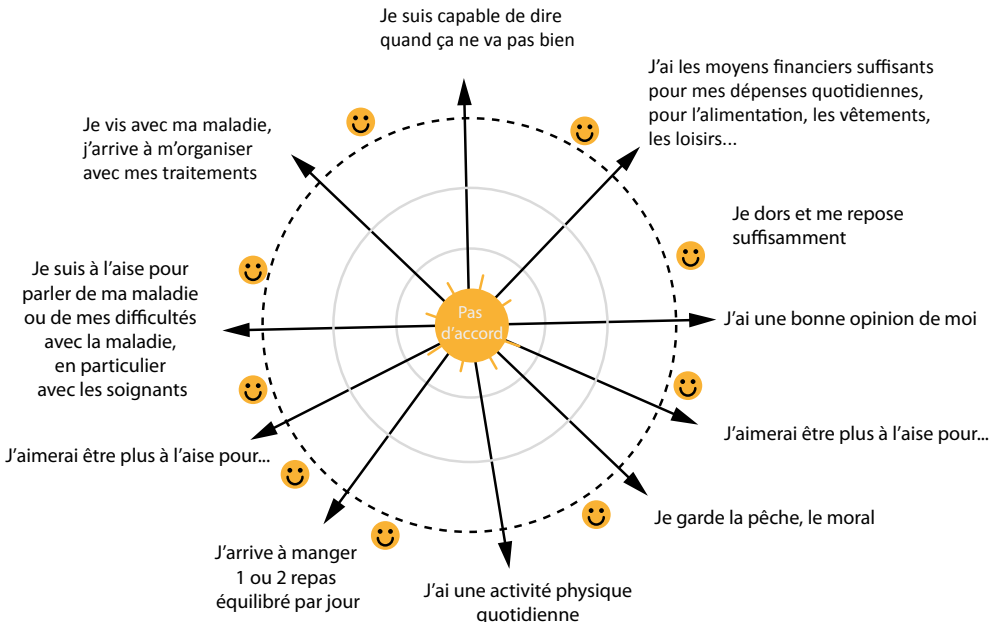 Je suis capable de dire
quand ça ne va pas bien
J'ai les moyens financiers suffisants
pour mes dépenses quotidiennes,
pour l'alimentation, les vêtements,
les loisirs...
Je vis avec ma maladie,
j'arrive à m'organiser
avec mes traitements
Je dors et me repose
suffisamment
Je suis à l'aise pour
parler de ma maladie
ou de mes difficultés
avec la maladie,
en particulier
avec les soignants
Pas
d'accord
J'ai une bonne opinion de moi
J'aimerai être plus à l'aise pour...
J'aimerai être plus à l'aise pour...
Je garde la pêche, le moral
J'arrive à manger
1 ou 2 repas
équilibré par jour
J'ai une activité physique
quotidienne